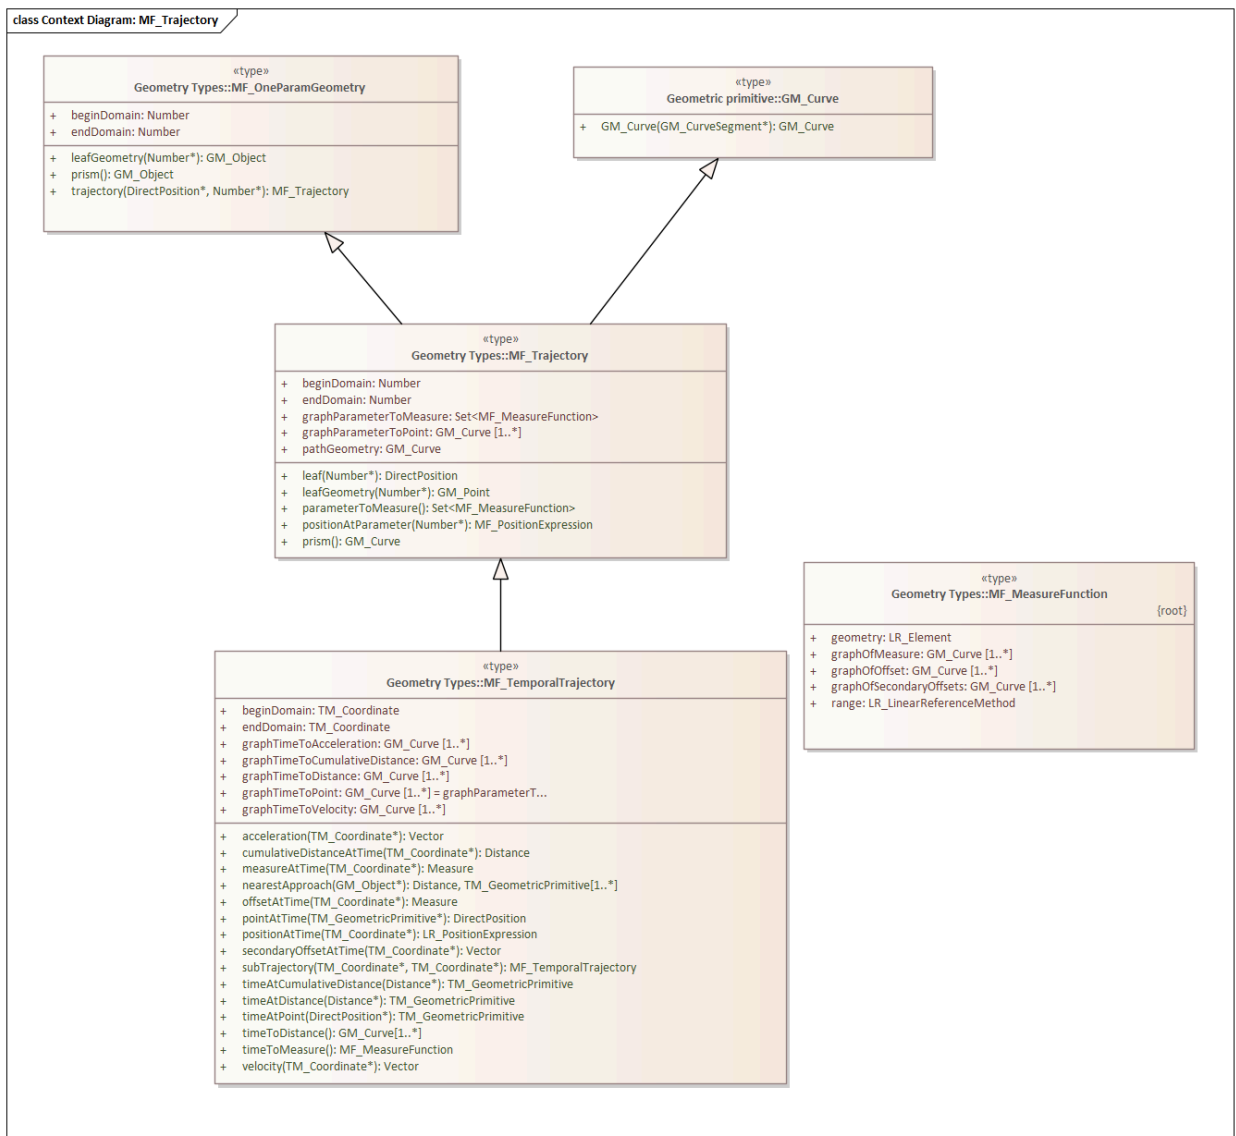 class Context Diagram: MF_Trajectory
«type»
Geometry Types::MF_OneParamGeometry
+ beginDomain: Number
+ endDomain: Number
+ leafGeometry(Number*): GM_Object
+ prism(): GM_Object
+ trajectory(DirectPosition*, Number*): MF_Trajectory
«type»
Geometric primitive::GM_Curve
+ GM_Curve(GM_CurveSegment*): GM_Curve
«type»
Geometry Types::MF_Trajectory
+ beginDomain: Number
+ endDomain: Number
+ graphParameterToMeasure: Set<MF_MeasureFunction>
+ graphParameterToPoint: GM_Curve [1..*]
+ pathGeometry: GM_Curve
+ leaf(Number*): DirectPosition
+ leafGeometry(Number*): GM_Point
+ parameterToMeasure(): Set<MF_MeasureFunction>
+ positionAtParameter(Number*): MF_PositionExpression
+ prism(): GM_Curve
«type»
Geometry Types::MF_MeasureFunction
{root}
+ geometry: LR_Element
+ graphOfMeasure: GM_Curve [1..*]
+ graphOfOffset: GM_Curve [1..*]
+ graphOfSecondaryOffsets: GM_Curve [1..*]
+ range: LR_LinearReferenceMethod
«type»
Geometry Types::MF_TemporalTrajectory
+ beginDomain: TM_Coordinate
+ endDomain: TM_Coordinate
+ graphTimeToAcceleration: GM_Curve [1..*]
+ graphTimeToCumulativeDistance: GM_Curve [1..*]
+ graphTimeToDistance: GM_Curve [1..*]
+ graphTimeToPoint: GM_Curve [1..*] = graphParameterT...
+ graphTimeToVelocity: GM_Curve [1..*]
+ acceleration(TM_Coordinate*): Vector
+ cumulativeDistanceAtTime(TM_Coordinate*): Distance
+ measureAtTime(TM_Coordinate*): Measure
+ nearestApproach(GM_Object*): Distance, TM_GeometricPrimitive[1..*]
+ offsetAtTime(TM_Coordinate*): Measure
+ pointAtTime(TM_GeometricPrimitive*): DirectPosition
+ positionAtTime(TM_Coordinate*): LR_PositionExpression
+ secondaryOffsetAtTime(TM_Coordinate*): Vector
+ subTrajectory(TM_Coordinate*, TM_Coordinate*): MF_TemporalTrajectory
+ timeAtCumulativeDistance(Distance*): TM_GeometricPrimitive
+ timeAtDistance(Distance*): TM_GeometricPrimitive
+ timeAtPoint(DirectPosition*): TM_GeometricPrimitive
+ timeToDistance(): GM_Curve[1..*]
+ timeToMeasure(): MF_MeasureFunction
+ velocity(TM_Coordinate*): Vector